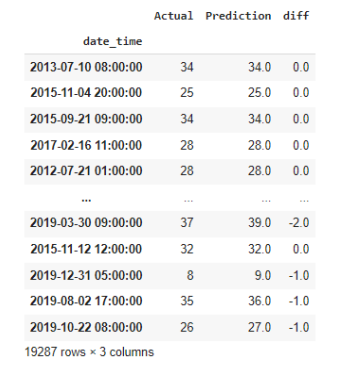 Actual Prediction diff
date_time
2013-07-10 08:00:00 34 34.0 0.0
2015-11-04 20:00:00 25 25.0 0.0
2015-09-21 09:00:00 34 34.0 0.0
2017-02-16 11:00:00 28 28.0 0.0
2012-07-21 01:00:00 28 28.0 0.0
... ... ... ...
2019-03-30 09:00:00 37 39.0 -2.0
2015-11-12 12:00:00 32 32.0 0.0
2019-12-31 05:00:00 8 9.0 -1.0
2019-08-02 17:00:00 35 36.0 -1.0
2019-10-22 08:00:00 26 27.0 -1.0
19287 rows × 3 columns